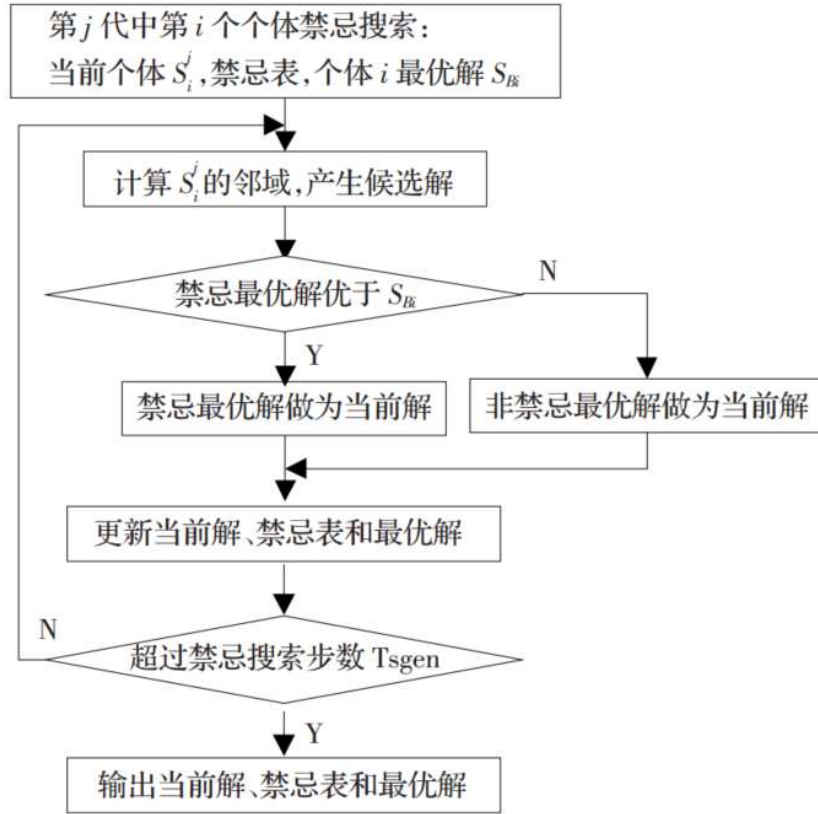 第 j 代中第 i 个个体禁忌搜索：
当前个体 S_i^j，禁忌表，个体 i 最优解 S_{Bi}
计算 S_i^j 的邻域，产生候选解
禁忌最优解优于 S_{Bi}
N
Y
禁忌最优解做为当前解
非禁忌最优解做为当前解
更新当前解、禁忌表和最优解
N
超过禁忌搜索步数 Tsgen
Y
输出当前解、禁忌表和最优解